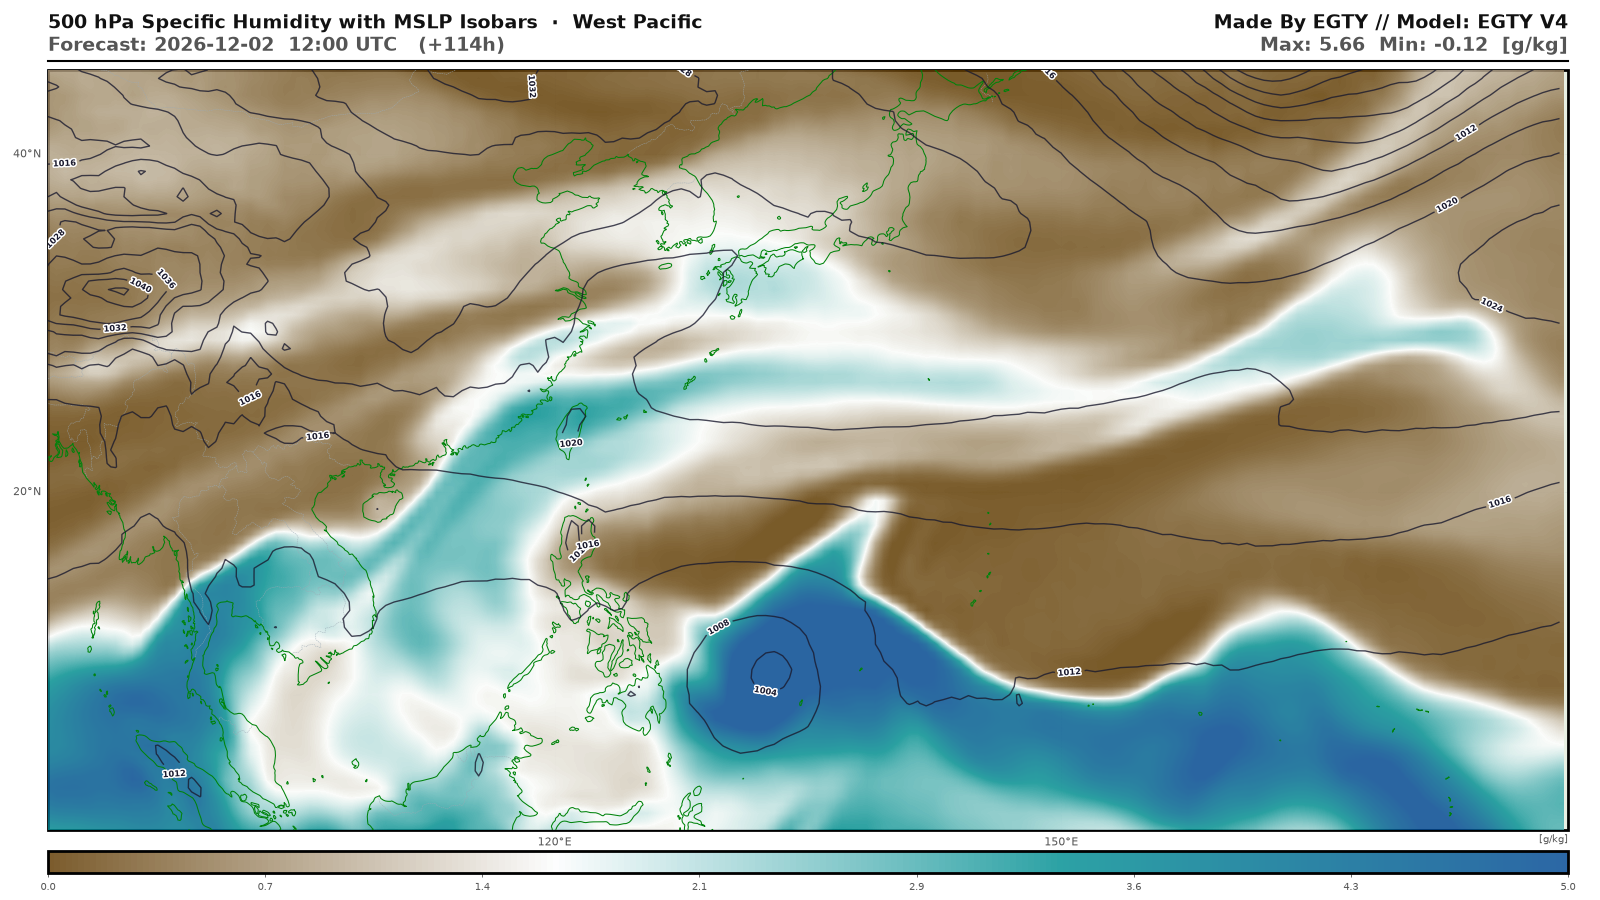 500 hPa Specific Humidity with MSLP Isobars · West Pacific
Made By EGTY // Model: EGTY V4
Forecast: 2026-12-02 12:00 UTC (+114h)
Max: 5.66 Min: -0.12 [g/kg]
1032
1012
40°N
1016
1020
1028
1036
1040
1024
1032
1016
1016
1020
20°N
1016
1016
1008
1012
1004
1012
120°E
150°E
[g/kg]
0.0
0.7
1.4
2.1
2.9
3.6
4.3
5.0